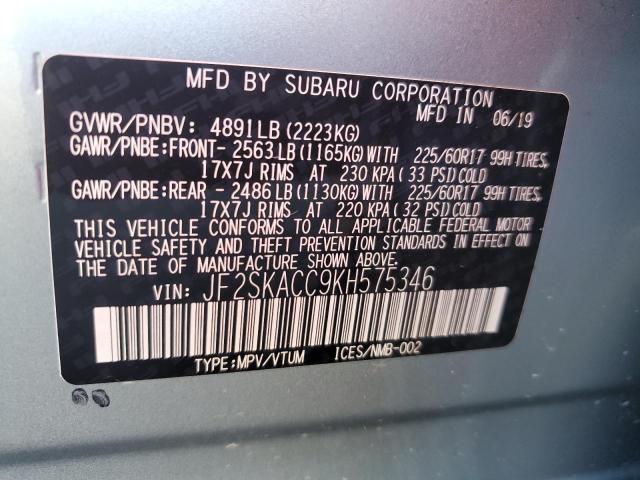 MFD BY SUBARU CORPORATION
MFD IN 06/19
GVWR/PNBV: 4891LB(2223KG)
GAWR/PNBE:FRONT-2563LB(1165KG)WITH 225/60R17 99H TIRES,
17X7J RIMS AT 230 KPA(33 PSI)COLD
GAWR/PNBE:REAR -2486LB(1130KG)WITH 225/60R17 99H TIRES,
17X7J RIMS AT 220 KPA(32 PSI)COLD
THIS VEHICLE CONFORMS TO ALL APPLICABLE FEDERAL MOTOR
VEHICLE SAFETY AND THEFT PREVENTION STANDARDS IN EFFECT ON
THE DATE OF MANUFACTURE SHOWN ABOVE.
VIN: JF2SKACC9KH575346
TYPE:MPV/VTUM ICES/NMB-002